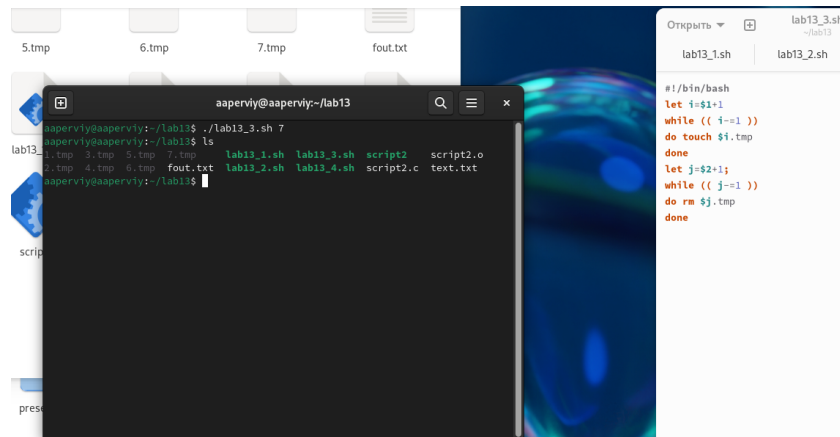 5.tmp
6.tmp
7.tmp
fout.txt
lab13_
scrip
prese
aaperviy@aaperviy:~/lab13
aaperviy@aaperviy:~/lab13$ ./lab13_3.sh 7
aaperviy@aaperviy:~/lab13$ ls
1.tmp 3.tmp 5.tmp 7.tmp lab13_1.sh lab13_3.sh script2 script2.o
2.tmp 4.tmp 6.tmp fout.txt lab13_2.sh lab13_4.sh script2.c text.txt
aaperviy@aaperviy:~/lab13$
Открыть
lab13_3.sh
~/lab13
lab13_1.sh
lab13_2.sh
#!/bin/bash
let i=$1+1
while (( i-=1 ))
do touch $i.tmp
done
let j=$2+1;
while (( j-=1 ))
do rm $j.tmp
done